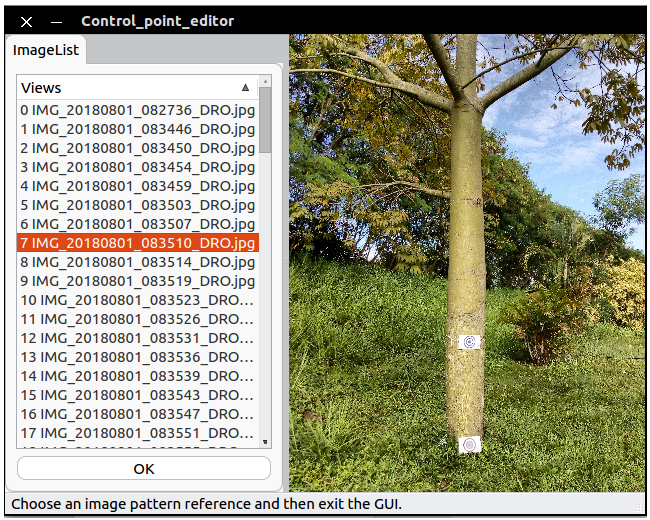 Control_point_editor
ImageList
Views
0 IMG_20180801_082736_DRO.jpg
1 IMG_20180801_083446_DRO.jpg
2 IMG_20180801_083450_DRO.jpg
3 IMG_20180801_083454_DRO.jpg
4 IMG_20180801_083459_DRO.jpg
5 IMG_20180801_083503_DRO.jpg
6 IMG_20180801_083507_DRO.jpg
7 IMG_20180801_083510_DRO.jpg
8 IMG_20180801_083514_DRO.jpg
9 IMG_20180801_083519_DRO.jpg
10 IMG_20180801_083523_DRO...
11 IMG_20180801_083526_DRO...
12 IMG_20180801_083531_DRO...
13 IMG_20180801_083536_DRO...
14 IMG_20180801_083539_DRO...
15 IMG_20180801_083543_DRO...
16 IMG_20180801_083547_DRO...
17 IMG_20180801_083551_DRO...
OK
Choose an image pattern reference and then exit the GUI.